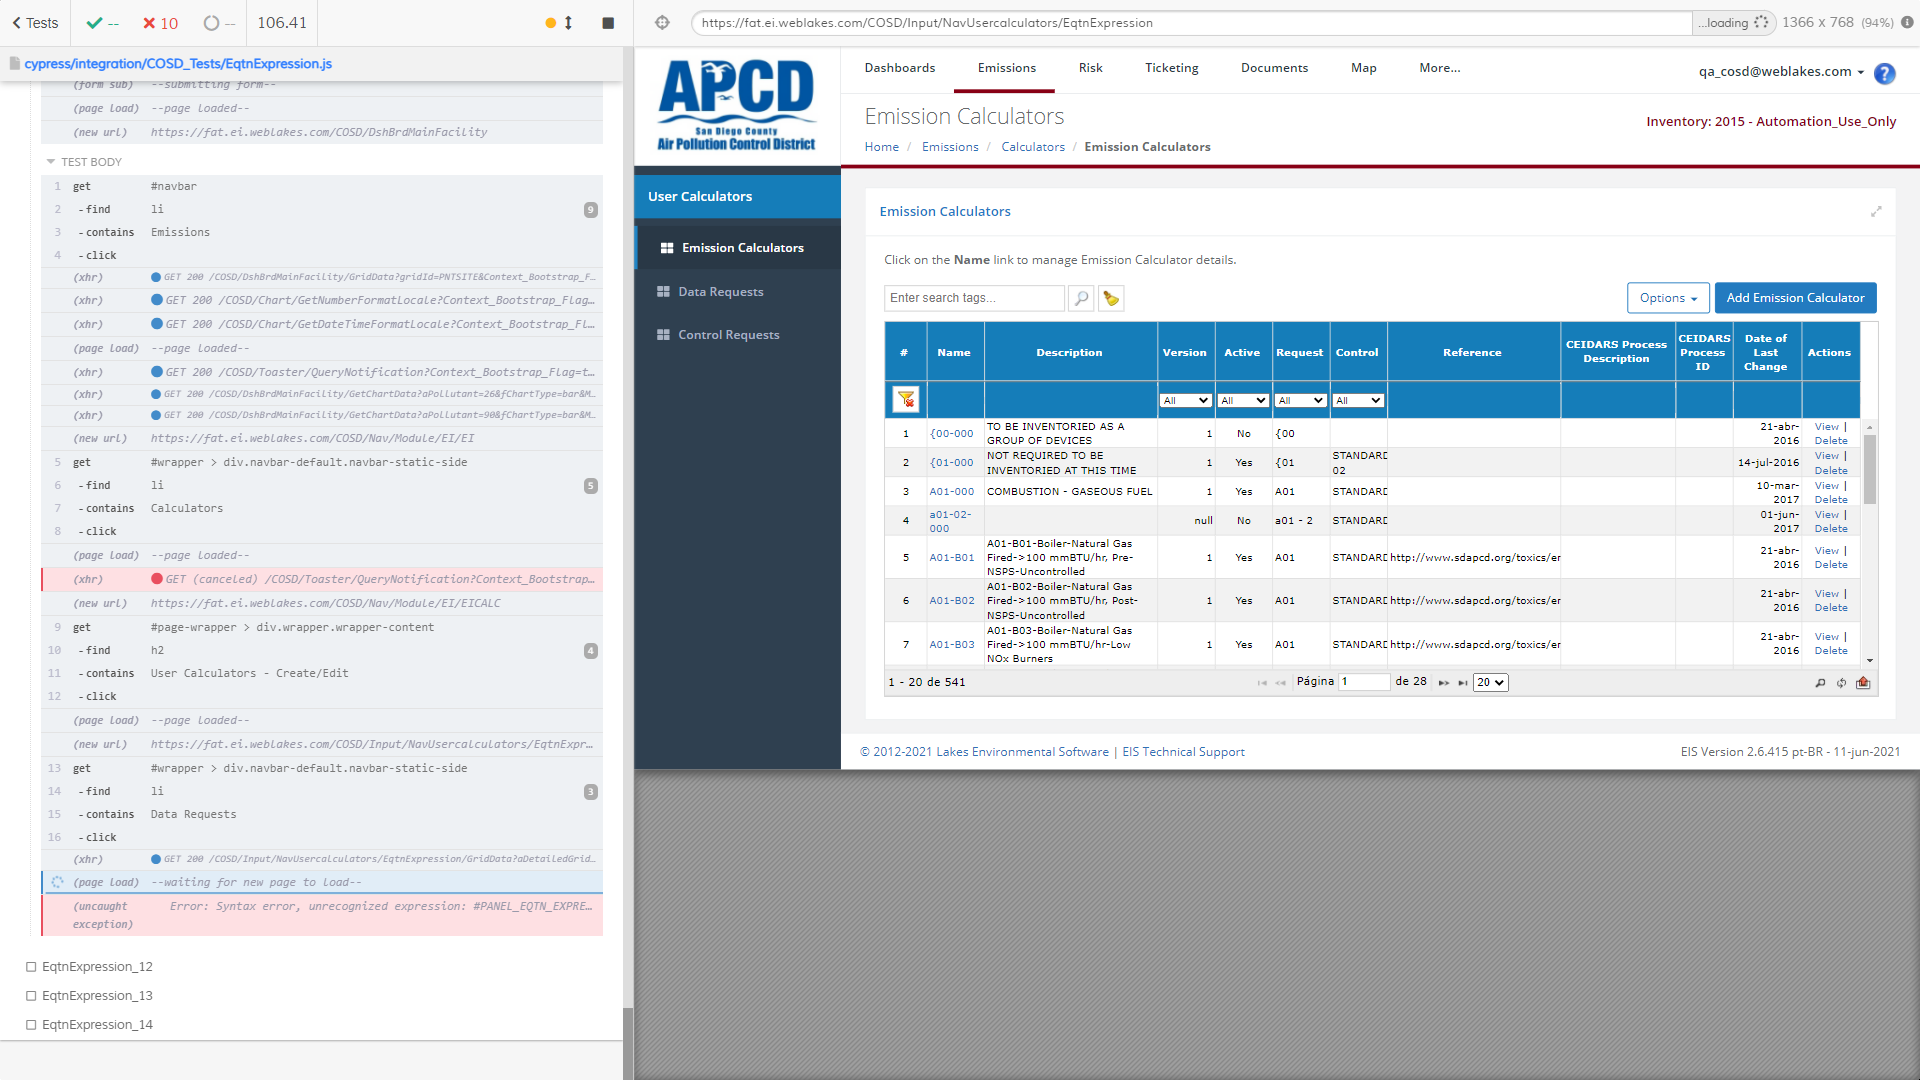 Tests
--
10
--
106.41
https://fat.ei.weblakes.com/COSD/Input/NavUsercalculators/EqtnExpression
...loading
1366 x 768 (94%)
cypress/integration/COSD_Tests/EqtnExpression.js
(form sub) --submitting form--
(page load) --page loaded--
(new url) https://fat.ei.weblakes.com/COSD/DshBrdMainFacility
TEST BODY
1 get #navbar
2 -find li 9
3 -contains Emissions
4 -click
(xhr) GET 200 /COSD/DshBrdMainFacility/GridData?gridId=PNTSITE&Context_Bootstrap_F...
(xhr) GET 200 /COSD/Chart/GetNumberFormatLocale?Context_Bootstrap_Flag...
(xhr) GET 200 /COSD/Chart/GetDateTimeFormatLocale?Context_Bootstrap_Fl...
(page load) --page loaded--
(xhr) GET 200 /COSD/Toaster/QueryNotification?Context_Bootstrap_Flag=t...
(xhr) GET 200 /COSD/DshBrdMainFacility/GetChartData?aPollutant=26&fChartType=bar&M...
(xhr) GET 200 /COSD/DshBrdMainFacility/GetChartData?aPollutant=90&fChartType=bar&M...
(new url) https://fat.ei.weblakes.com/COSD/Nav/Module/EI/EI
5 get #wrapper > div.navbar-default.navbar-static-side
6 -find li 5
7 -contains Calculators
8 -click
(page load) --page loaded--
(xhr) GET (canceled) /COSD/Toaster/QueryNotification?Context_Bootstrap...
(new url) https://fat.ei.weblakes.com/COSD/Nav/Module/EI/EICALC
9 get #page-wrapper > div.wrapper.wrapper-content
10 -find h2 4
11 -contains User Calculators - Create/Edit
12 -click
(page load) --page loaded--
(new url) https://fat.ei.weblakes.com/COSD/Input/NavUsercalculators/EqtnExpr...
13 get #wrapper > div.navbar-default.navbar-static-side
14 -find li 3
15 -contains Data Requests
16 -click
(xhr) GET 200 /COSD/Input/NavUsercalculators/EqtnExpression/GridData?aDetailedGrid...
(page load) --waiting for new page to load--
(uncaught exception) Error: Syntax error, unrecognized expression: #PANEL_EQTN_EXPRE...
EqtnExpression_12
EqtnExpression_13
EqtnExpression_14
APCD
San Diego County
Air Pollution Control District
Dashboards Emissions Risk Ticketing Documents Map More...
qa_cosd@weblakes.com ?
Emission Calculators
Inventory: 2015 - Automation_Use_Only
Home / Emissions / Calculators / Emission Calculators
User Calculators
Emission Calculators
Data Requests
Control Requests
Emission Calculators
Click on the Name link to manage Emission Calculator details.
Enter search tags...
Options
Add Emission Calculator
# Name Description Version Active Request Control Reference CEIDARS Process Description CEIDARS Process ID Date of Last Change Actions
All All All All
1 {00-000 TO BE INVENTORIED AS A GROUP OF DEVICES 1 No {00 21-abr-2016 View | Delete
2 {01-000 NOT REQUIRED TO BE INVENTORIED AT THIS TIME 1 Yes {01 STANDARD 02 14-jul-2016 View | Delete
3 A01-000 COMBUSTION - GASEOUS FUEL 1 Yes A01 STANDARD 10-mar-2017 View | Delete
4 a01-02-000 null No a01 - 2 STANDARD 01-jun-2017 View | Delete
5 A01-B01 A01-B01-Boiler-Natural Gas Fired->100 mmBTU/hr, Pre-NSPS-Uncontrolled 1 Yes A01 STANDARD http://www.sdapcd.org/toxics/er 21-abr-2016 View | Delete
6 A01-B02 A01-B02-Boiler-Natural Gas Fired->100 mmBTU/hr, Post-NSPS-Uncontrolled 1 Yes A01 STANDARD http://www.sdapcd.org/toxics/er 21-abr-2016 View | Delete
7 A01-B03 A01-B03-Boiler-Natural Gas Fired->100 mmBTU/hr-Low NOx Burners 1 Yes A01 STANDARD http://www.sdapcd.org/toxics/er 21-abr-2016 View | Delete
1 - 20 de 541
Página 1 de 28 20
© 2012-2021 Lakes Environmental Software | EIS Technical Support
EIS Version 2.6.415 pt-BR - 11-jun-2021